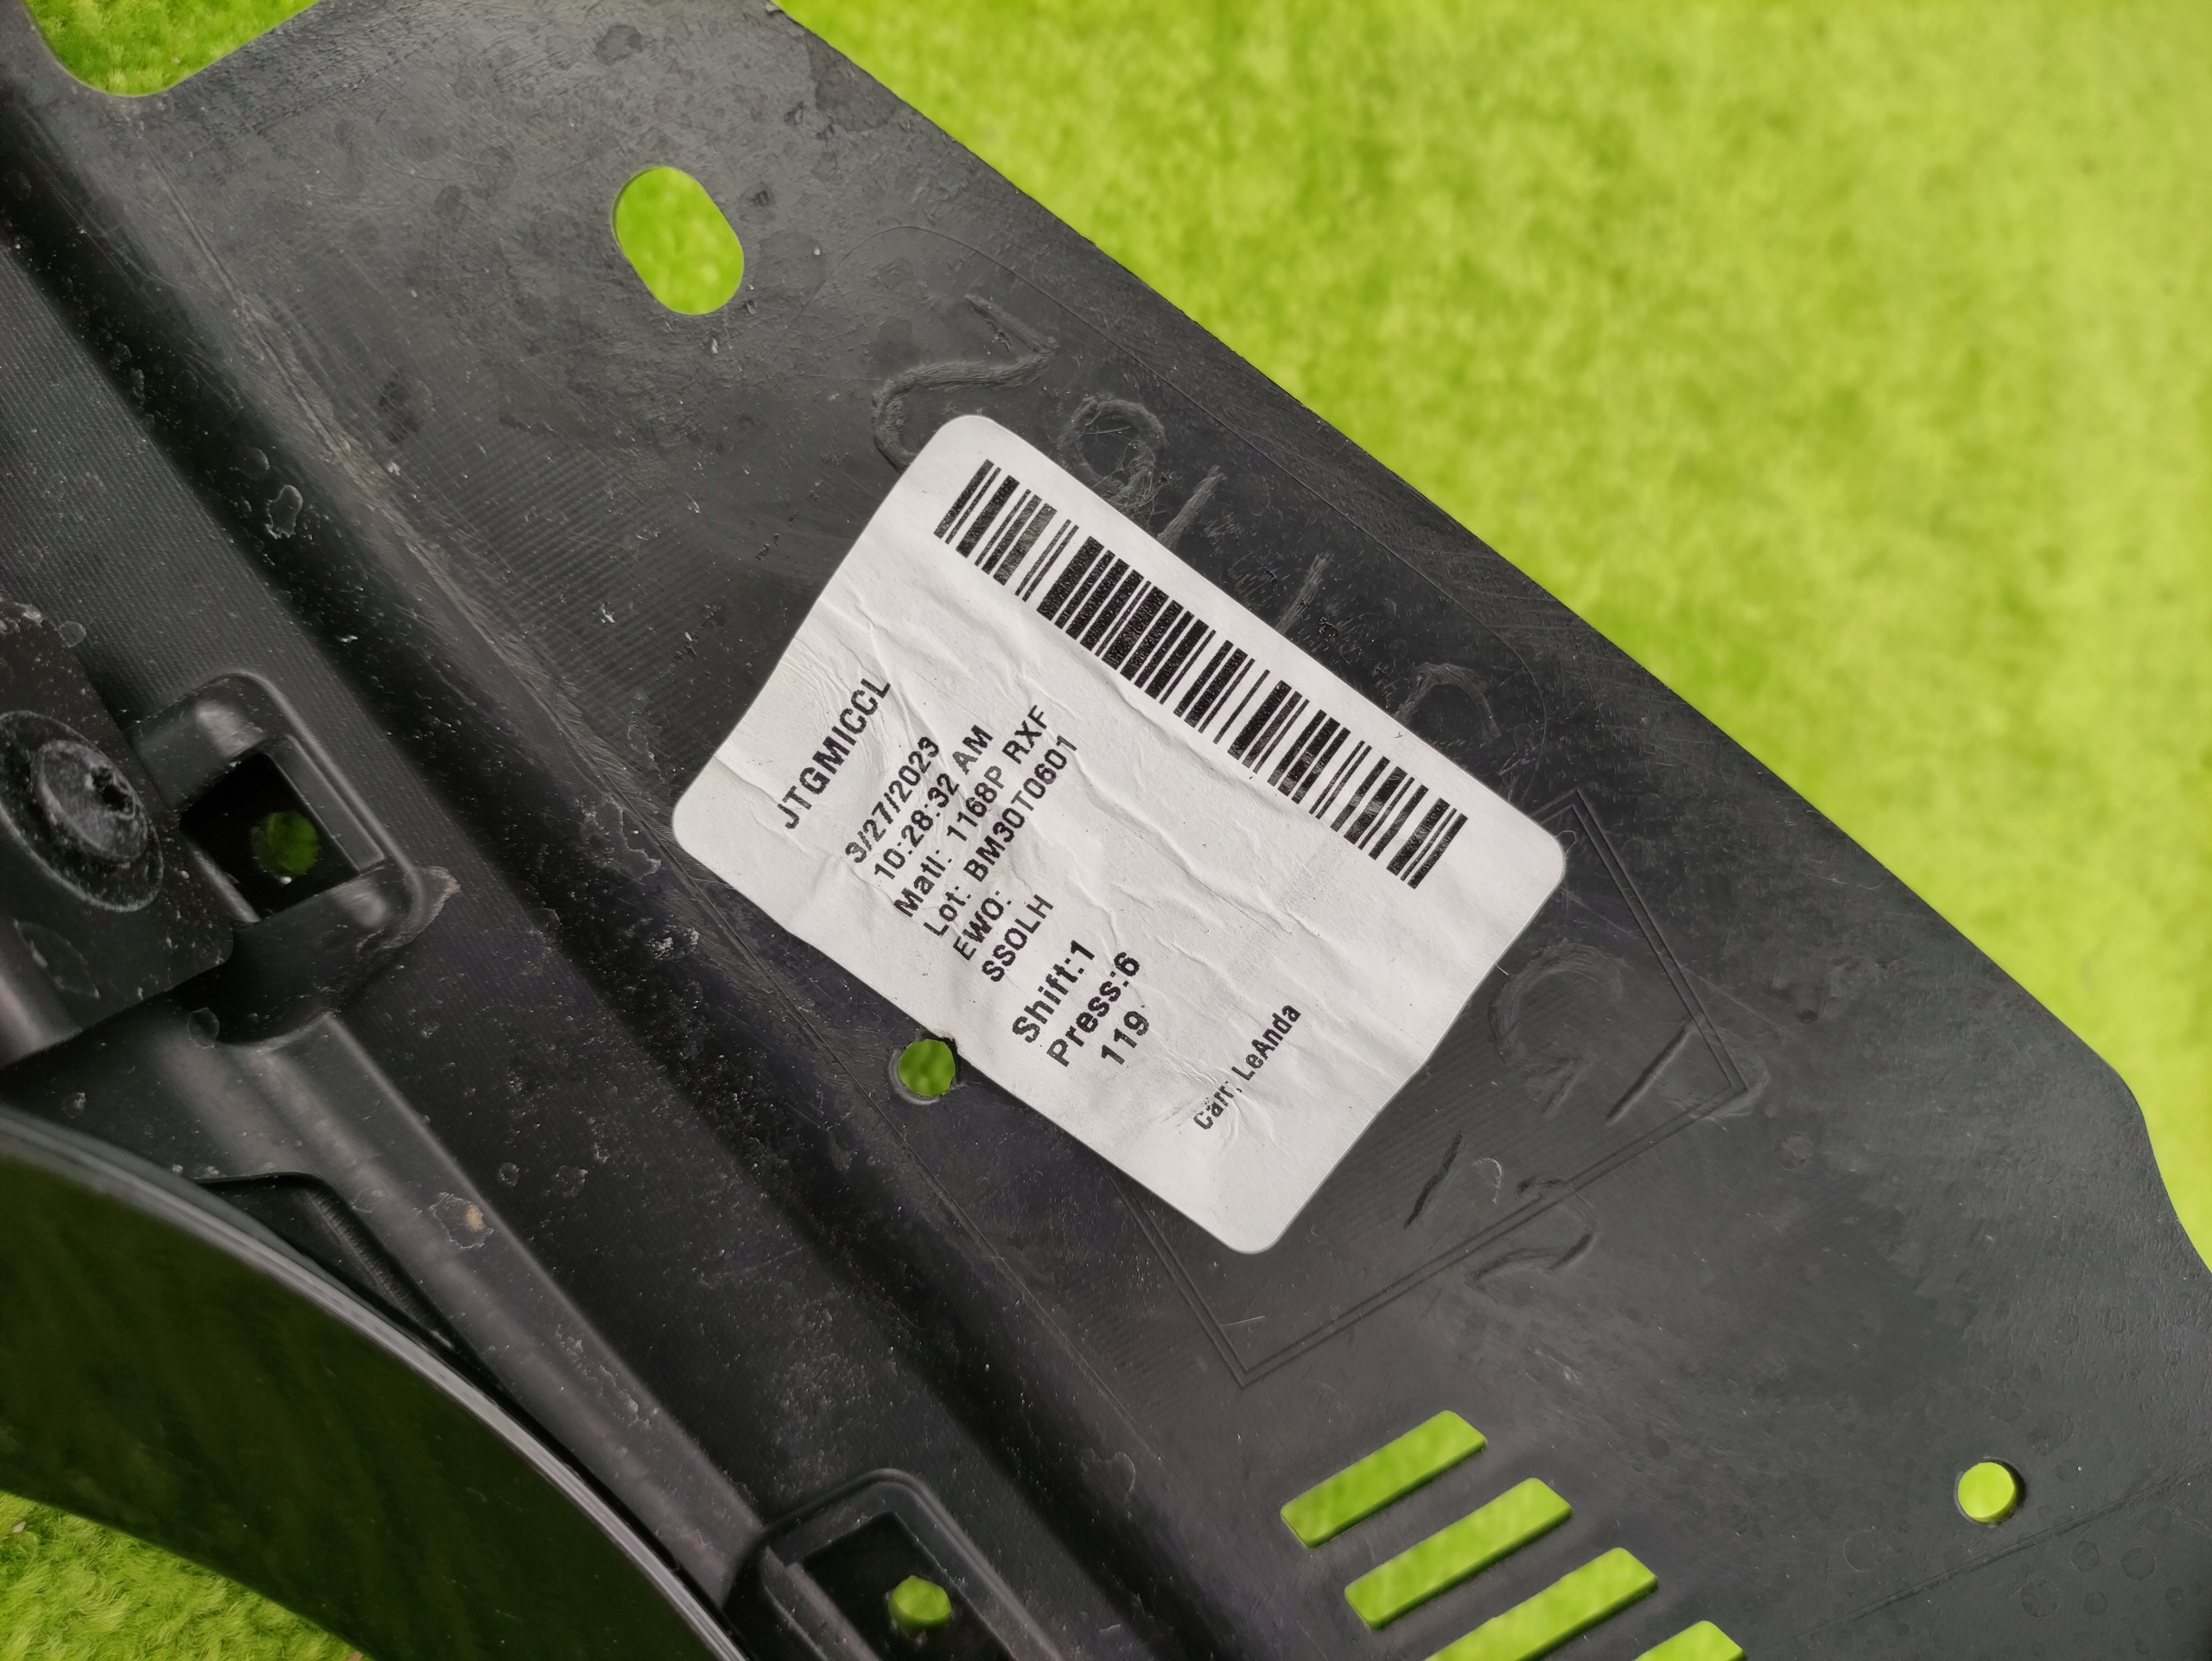 JTGMICCL
3/27/2023
10:28:32 AM
Matl: 1168P RXF
Lot: BM30T0601
EWO:
SSOLH
Shift:1
Press:6
119
LeAnda